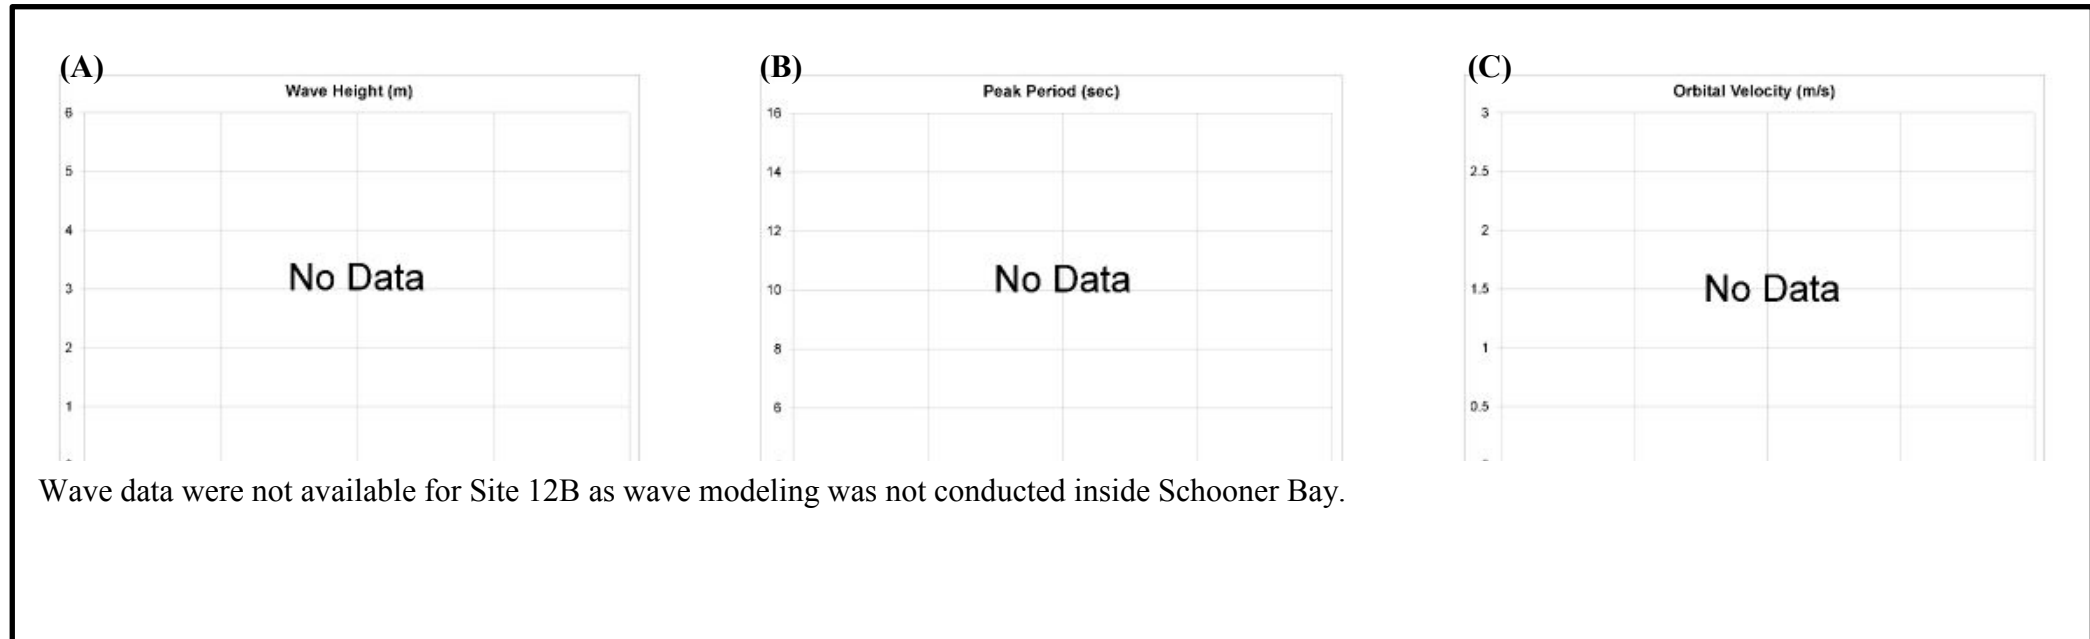 (A)
Wave Height (m)
6
5
4
3
2
1
No Data
(B)
Peak Period (sec)
16
14
12
10
8
6
No Data
(C)
Orbital Velocity (m/s)
3
2.5
2
1.5
1
0.5
No Data
Wave data were not available for Site 12B as wave modeling was not conducted inside Schooner Bay.